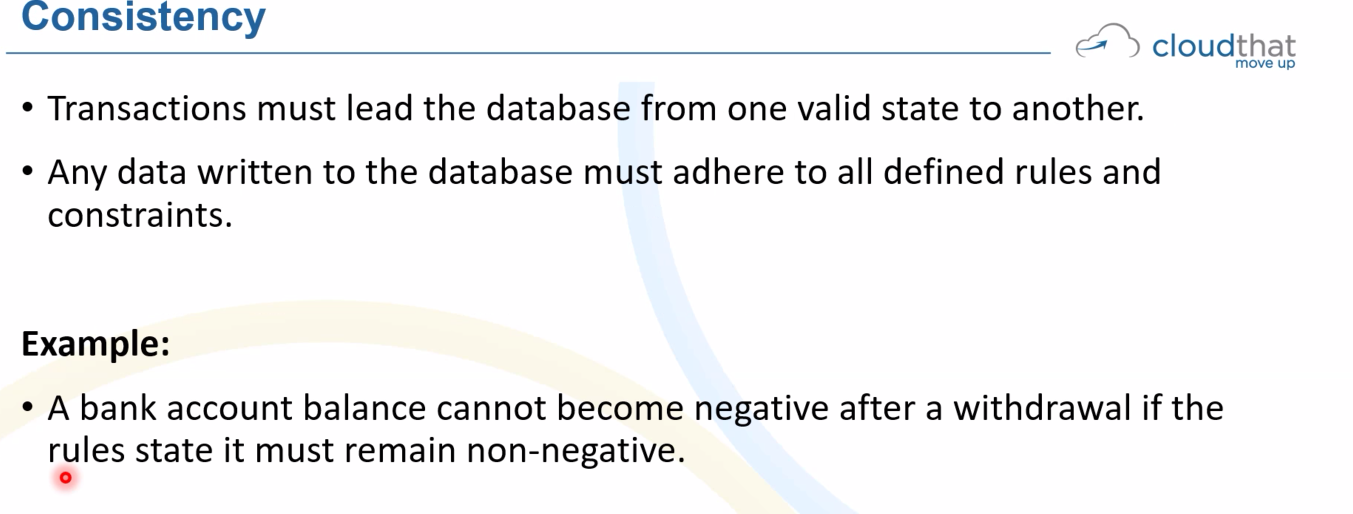 Consistency
cloudthat
move up
• Transactions must lead the database from one valid state to another.
• Any data written to the database must adhere to all defined rules and
constraints.
Example:
• A bank account balance cannot become negative after a withdrawal if the
rules state it must remain non-negative.